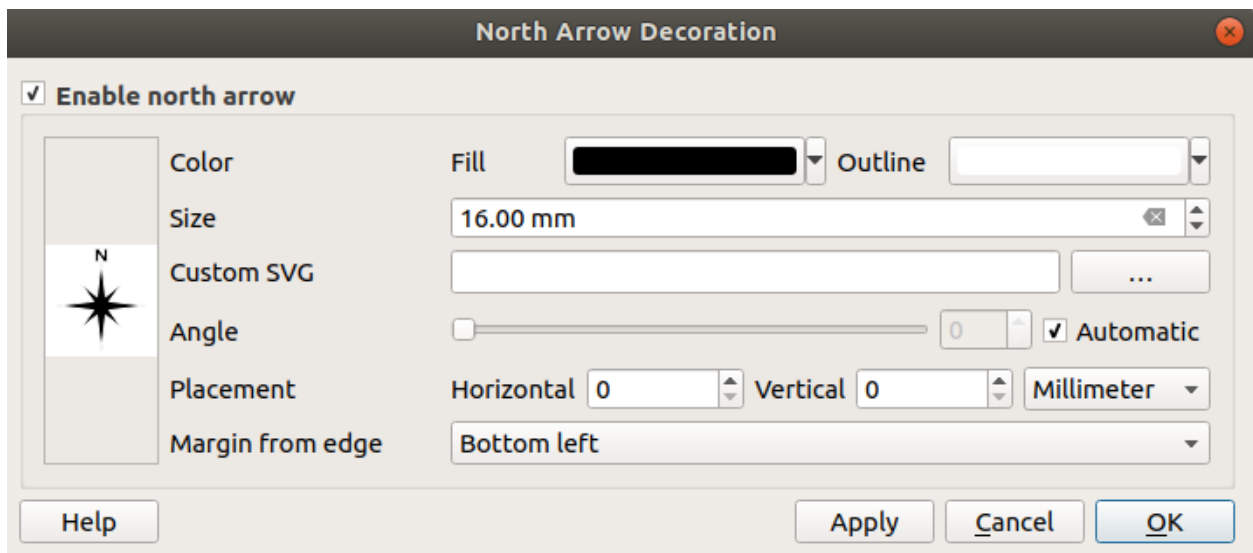 North Arrow Decoration
Enable north arrow
Color Fill Outline
Size 16.00 mm
N
Custom SVG ...
Angle 0 Automatic
Placement Horizontal 0 Vertical 0 Millimeter
Margin from edge Bottom left
Help Apply Cancel OK